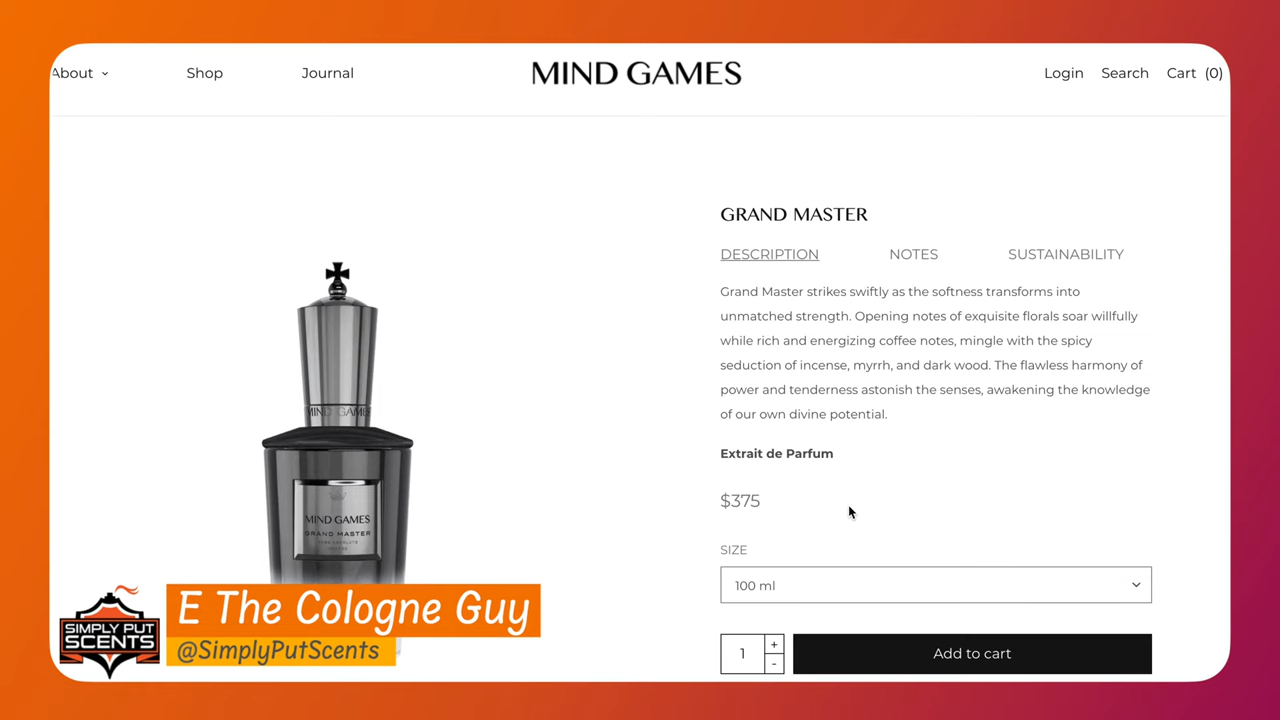 About
Shop
Journal
MIND GAMES
Login
Search
Cart (0)
GRAND MASTER
DESCRIPTION
NOTES
SUSTAINABILITY
Grand Master strikes swiftly as the softness transforms into
unmatched strength. Opening notes of exquisite florals soar willfully
while rich and energizing coffee notes, mingle with the spicy
seduction of incense, myrrh, and dark wood. The flawless harmony of
power and tenderness astonish the senses, awakening the knowledge
of our own divine potential.
Extrait de Parfum
$375
SIZE
100 ml
1
+
-
Add to cart
MIND GAMES
MIND GAMES
GRAND MASTER
SIMPLY PUT
SCENTS
E The Cologne Guy
@SimplyPutScents